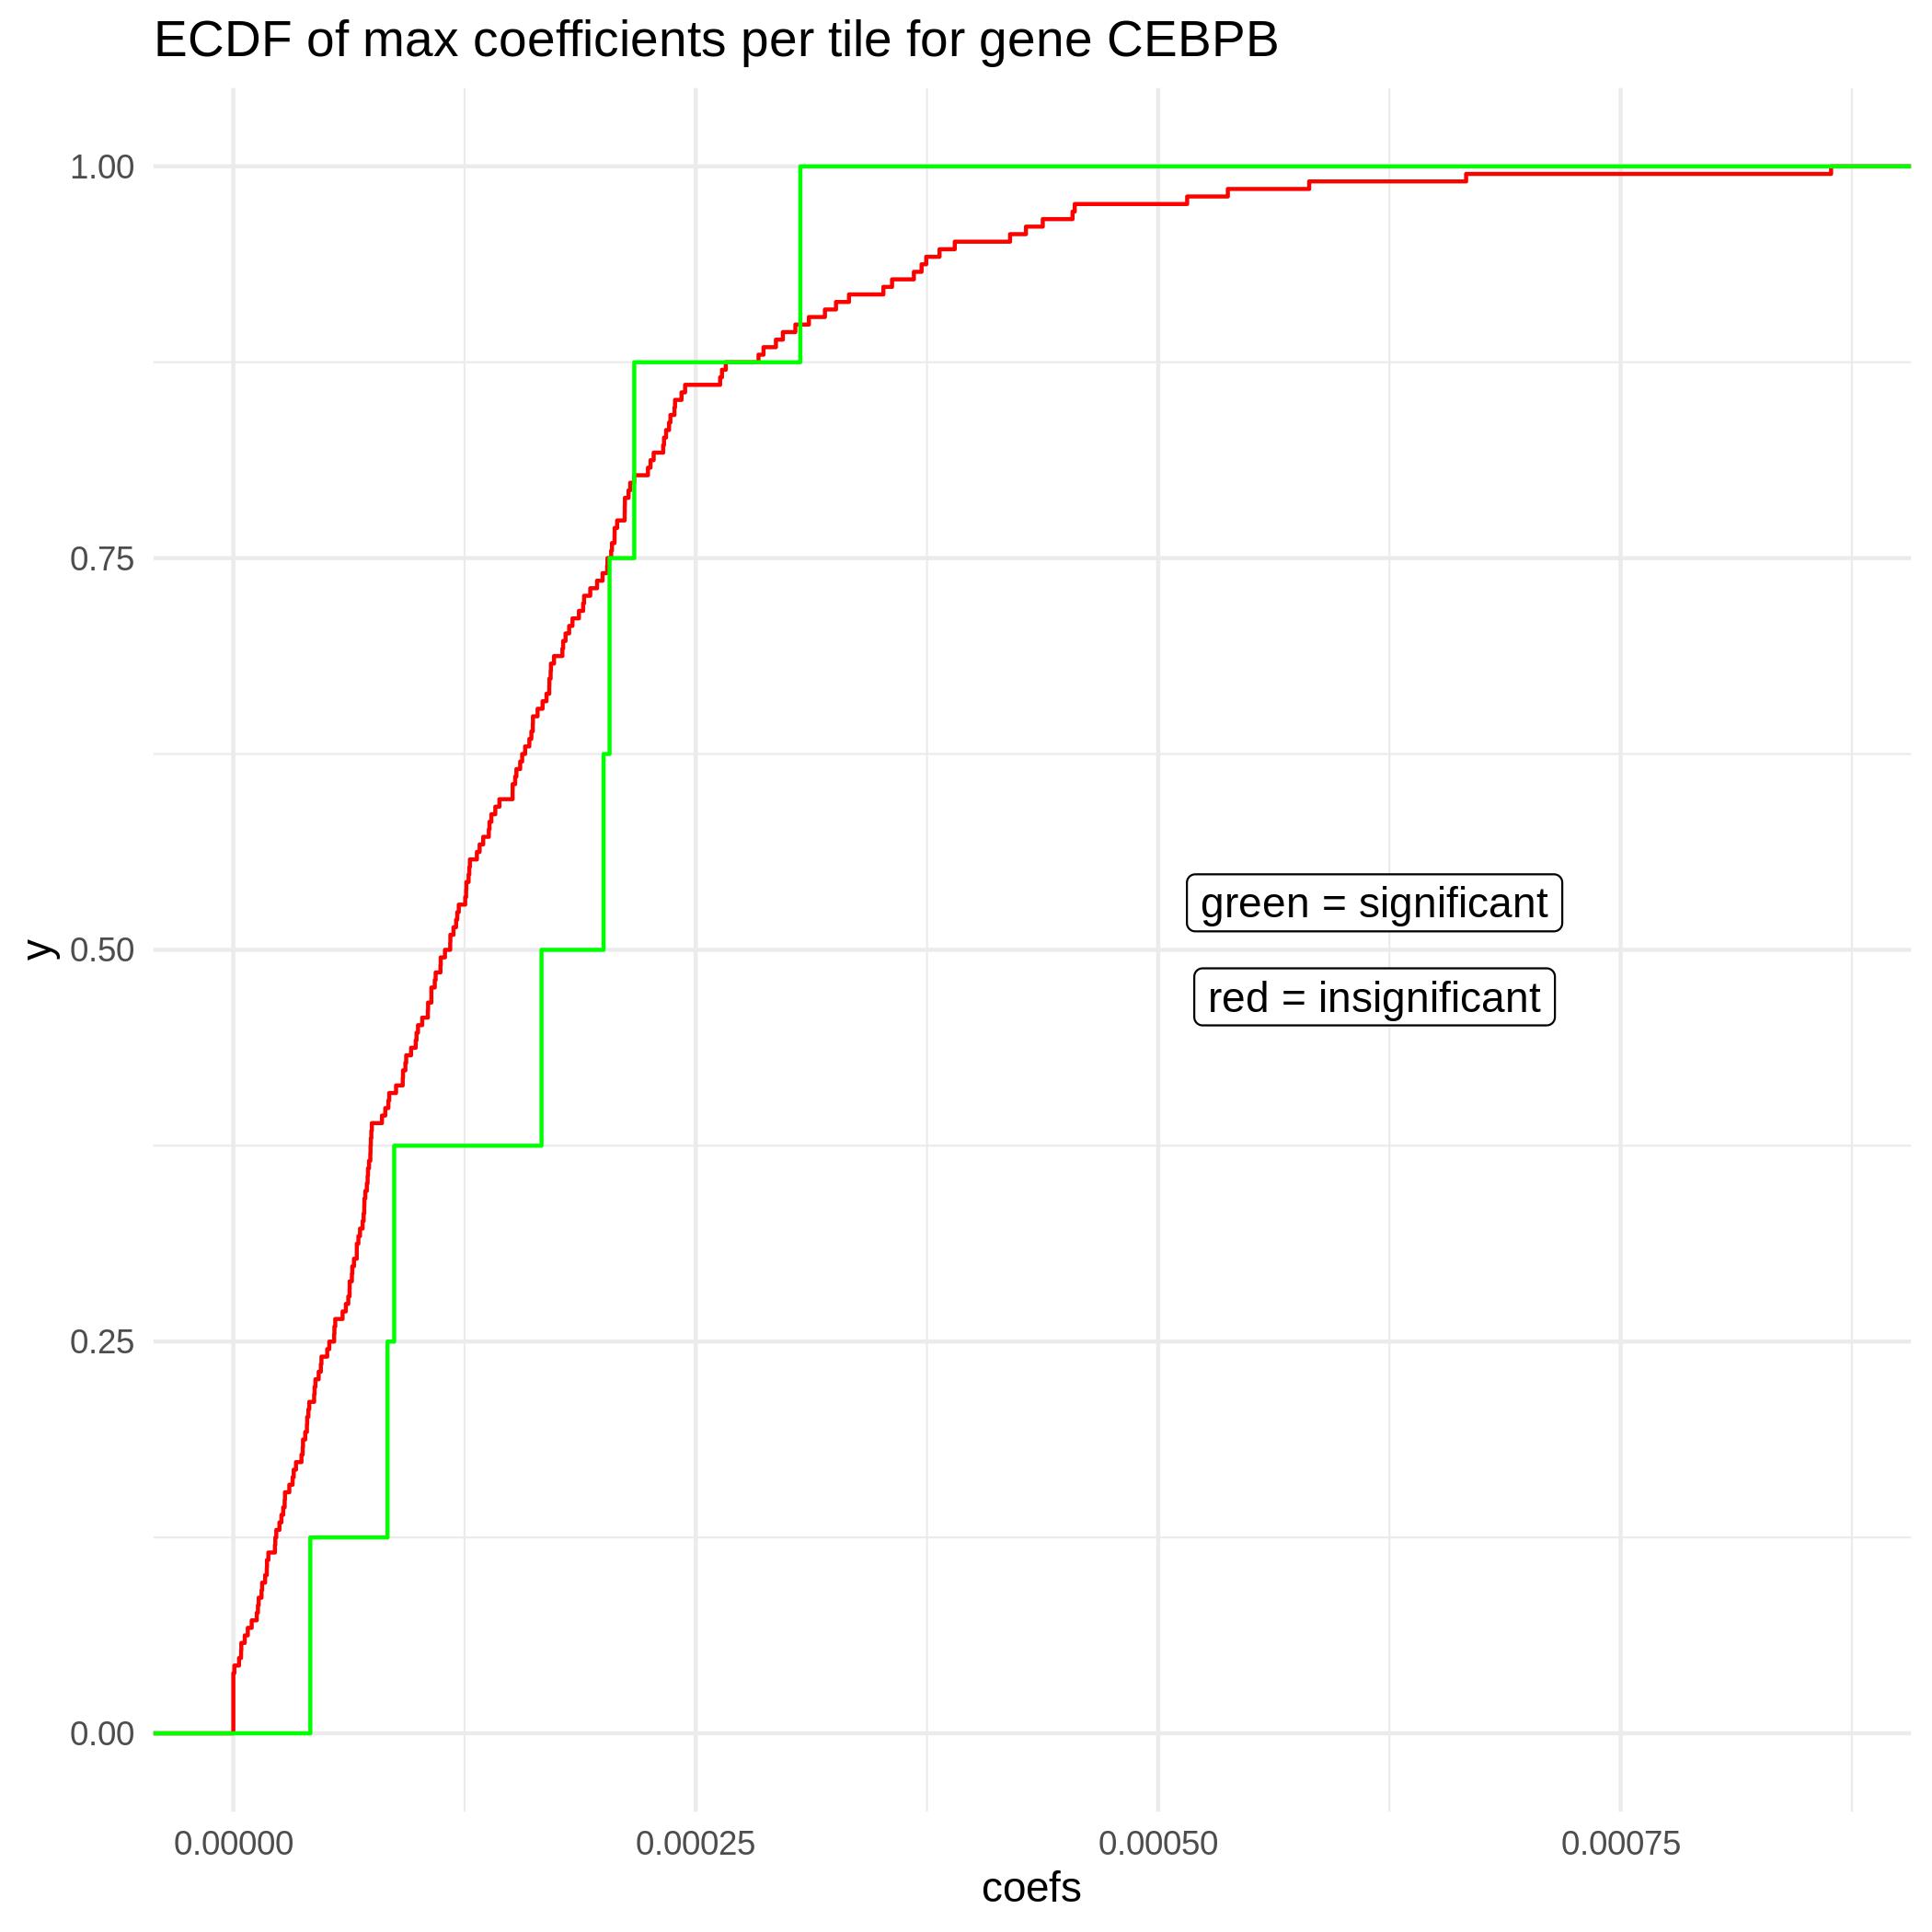 ECDF of max coefficients per tile for gene CEBPB
1.00
0.75
0.50
0.25
0.00
y
green = significant
red = insignificant
0.00000 0.00025 0.00050 0.00075
coefs